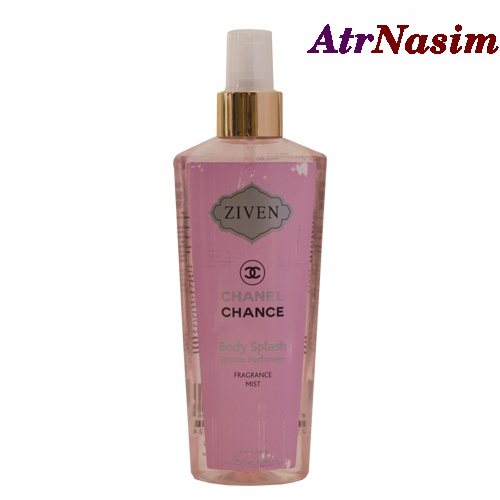 AtrNasim
ZIVEN
CHANEL
CHANCE
Body Splash
FRAGRANCE
MIST